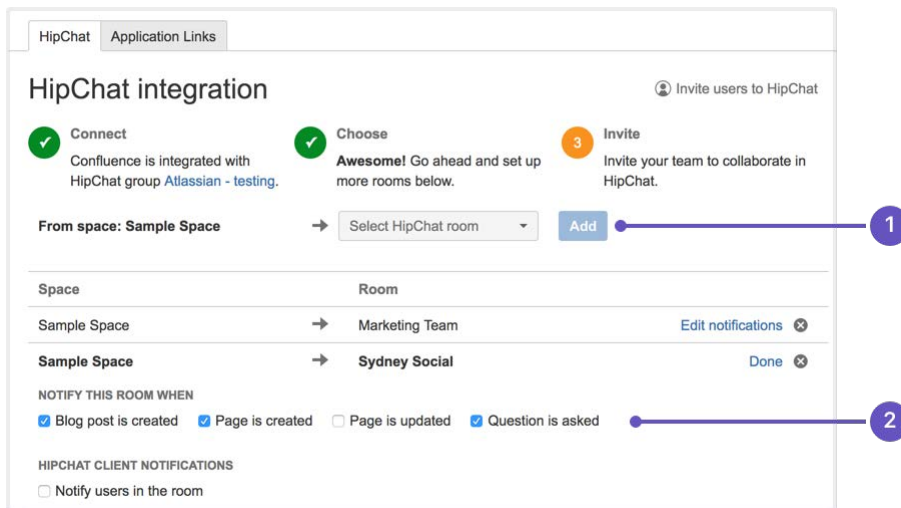 HipChat Application Links
HipChat integration
Invite users to HipChat
Connect
Confluence is integrated with
HipChat group Atlassian - testing.
Choose
Awesome! Go ahead and set up
more rooms below.
3
Invite
Invite your team to collaborate in
HipChat.
From space: Sample Space
Select HipChat room
Add
1
Space Room
Sample Space Marketing Team Edit notifications
Sample Space Sydney Social Done
NOTIFY THIS ROOM WHEN
Blog post is created Page is created Page is updated Question is asked
2
HIPCHAT CLIENT NOTIFICATIONS
Notify users in the room